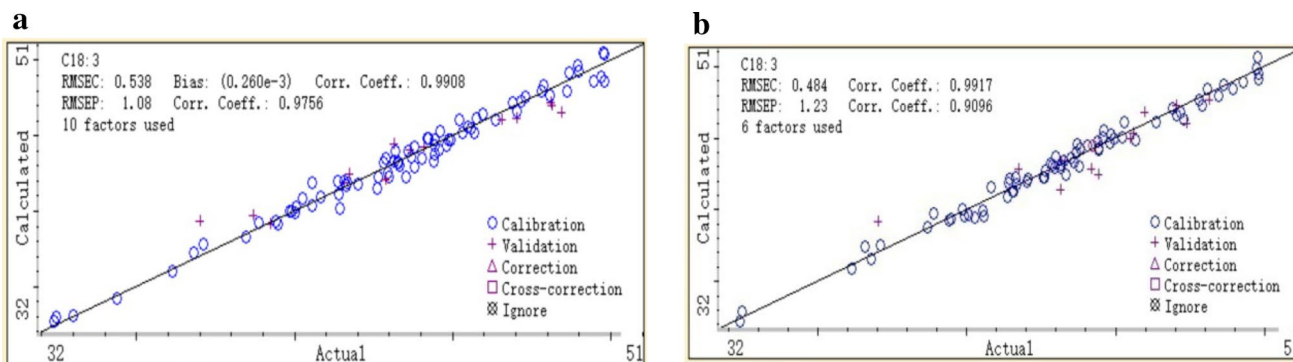 a
51
C18:3
RMSEC: 0.538 Bias: (0.260e-3) Corr. Coeff.: 0.9908
RMSEP: 1.08 Corr. Coeff.: 0.9756
10 factors used
Calculated
Calibration
Validation
Correction
Cross-correction
Ignore
32
32 Actual 51
b
51
C18:3
RMSEC: 0.484 Corr. Coeff.: 0.9917
RMSEP: 1.23 Corr. Coeff.: 0.9096
6 factors used
Calculated
Calibration
Validation
Correction
Cross-correction
Ignore
32
32 Actual 5